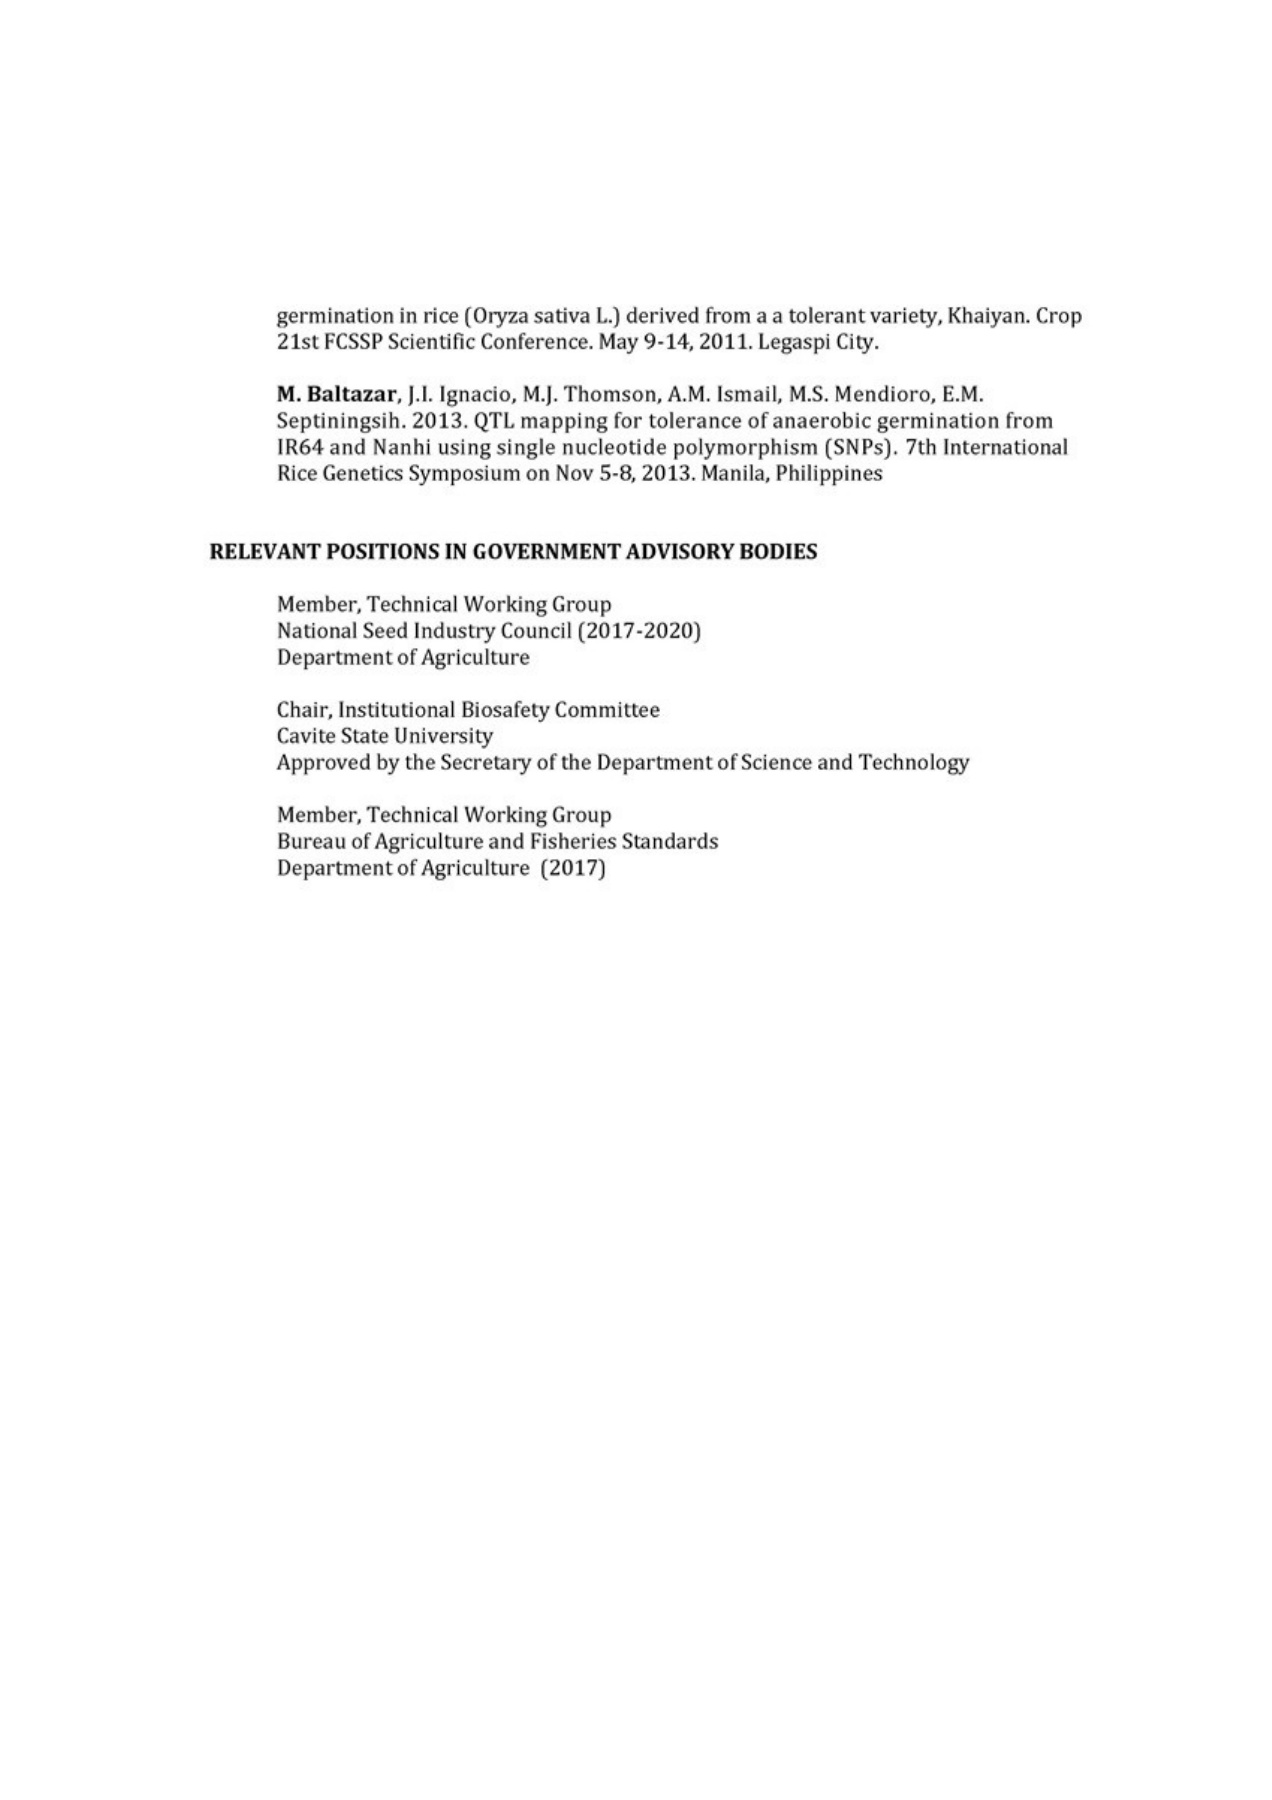 germination in rice (Oryza sativa L.) derived from a a tolerant variety, Khaiyan. Crop
21st FCSSP Scientific Conference. May 9-14, 2011. Legaspi City.
M. Baltazar, J.I. Ignacio, M.J. Thomson, A.M. Ismail, M.S. Mendioro, E.M.
Septiningsih. 2013. QTL mapping for tolerance of anaerobic germination from
IR64 and Nanhi using single nucleotide polymorphism (SNPs). 7th International
Rice Genetics Symposium on Nov 5-8, 2013. Manila, Philippines
RELEVANT POSITIONS IN GOVERNMENT ADVISORY BODIES
Member, Technical Working Group
National Seed Industry Council (2017-2020)
Department of Agriculture
Chair, Institutional Biosafety Committee
Cavite State University
Approved by the Secretary of the Department of Science and Technology
Member, Technical Working Group
Bureau of Agriculture and Fisheries Standards
Department of Agriculture (2017)